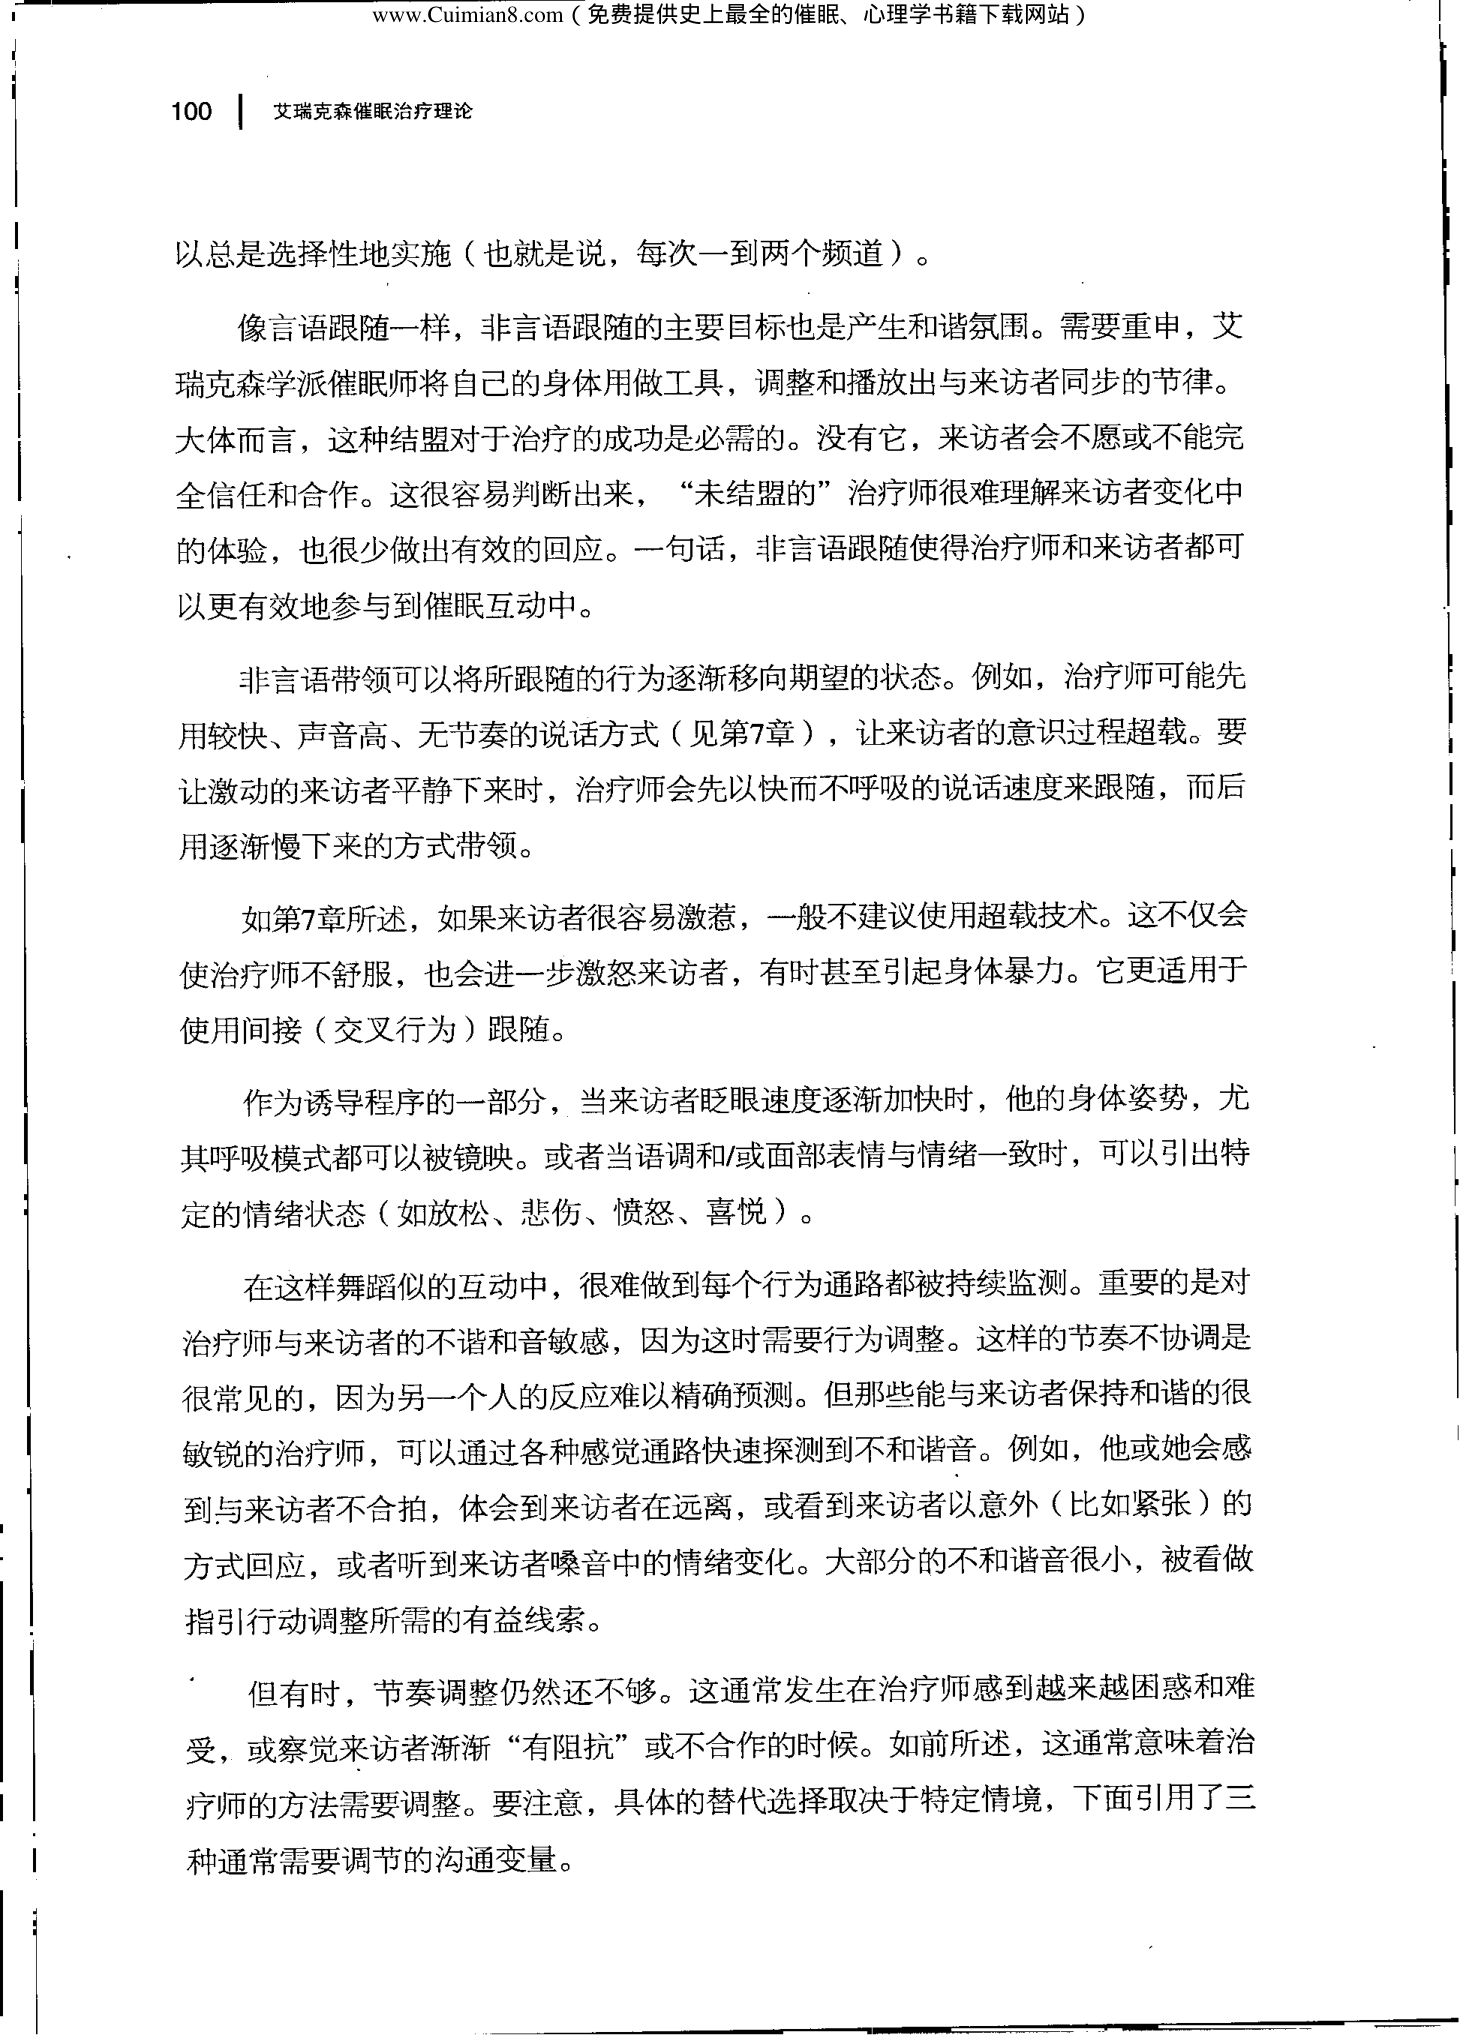 www.Cuimian8.com（免费提供史上最全的催眠、心理学书籍下载网站）
100 艾瑞克森催眠治疗理论
以总是选择性地实施（也就是说，每次一到两个频道）。
像言语跟随一样，非言语跟随的主要目标也是产生和谐氛围。需要重申，艾
瑞克森学派催眠师将自己的身体用做工具，调整和播放出与来访者同步的节律。
大体而言，这种结盟对于治疗的成功是必需的。没有它，来访者会不愿或不能完
全信任和合作。这很容易判断出来，“未结盟的”治疗师很难理解来访者变化中
的体验，也很少做出有效的回应。一句话，非言语跟随使得治疗师和来访者都可
以更有效地参与到催眠互动中。
非言语带领可以将所跟随的行为逐渐移向期望的状态。例如，治疗师可能先
用较快、声音高、无节奏的说话方式（见第7章），让来访者的意识过程超载。要
让激动的来访者平静下来时，治疗师会先以快而不呼吸的说话速度来跟随，而后
用逐渐慢下来的方式带领。
如第7章所述，如果来访者很容易激惹，一般不建议使用超载技术。这不仅会
使治疗师不舒服，也会进一步激怒来访者，有时甚至引起身体暴力。它更适用于
使用间接（交叉行为）跟随。
作为诱导程序的一部分，当来访者眨眼速度逐渐加快时，他的身体姿势，尤
其呼吸模式都可以被镜映。或者当语调和/或面部表情与情绪一致时，可以引出特
定的情绪状态（如放松、悲伤、愤怒、喜悦）。
在这样舞蹈似的互动中，很难做到每个行为通路都被持续监测。重要的是对
治疗师与来访者的不谐和音敏感，因为这时需要行为调整。这样的节奏不协调是
很常见的，因为另一个人的反应难以精确预测。但那些能与来访者保持和谐的很
敏锐的治疗师，可以通过各种感觉通路快速探测到不和谐音。例如，他或她会感
到与来访者不合拍，体会到来访者在远离，或看到来访者以意外（比如紧张）的
方式回应，或者听到来访者嗓音中的情绪变化。大部分的不和谐音很小，被看做
指引行动调整所需的有益线索。
但有时，节奏调整仍然还不够。这通常发生在治疗师感到越来越困惑和难
受，或察觉来访者渐渐“有阻抗”或不合作的时候。如前所述，这通常意味着治
疗师的方法需要调整。要注意，具体的替代选择取决于特定情境，下面引用了三
种通常需要调节的沟通变量。